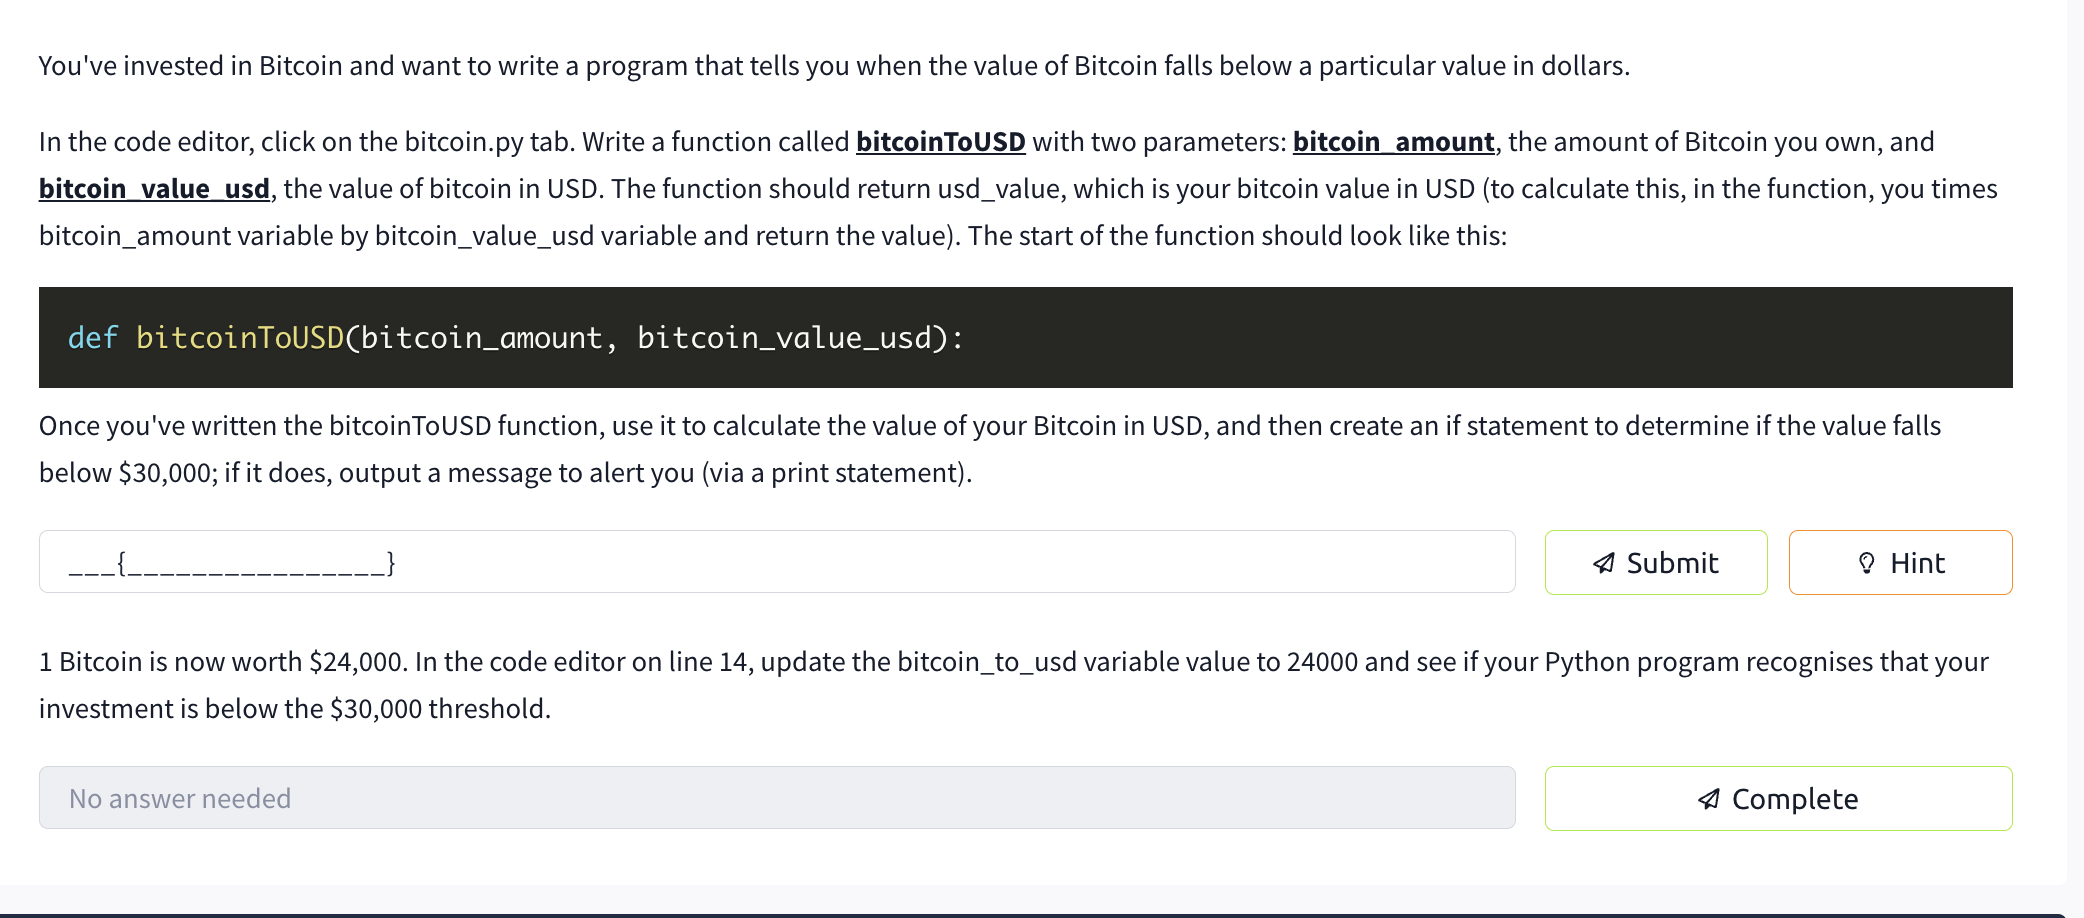 You've invested in Bitcoin and want to write a program that tells you when the value of Bitcoin falls below a particular value in dollars.
In the code editor, click on the bitcoin.py tab. Write a function called bitcoinToUSD with two parameters: bitcoin_amount, the amount of Bitcoin you own, and
bitcoin_value_usd, the value of bitcoin in USD. The function should return usd_value, which is your bitcoin value in USD (to calculate this, in the function, you times
bitcoin_amount variable by bitcoin_value_usd variable and return the value). The start of the function should look like this:
def bitcoinToUSD(bitcoin_amount, bitcoin_value_usd):
Once you've written the bitcoinToUSD function, use it to calculate the value of your Bitcoin in USD, and then create an if statement to determine if the value falls
below $30,000; if it does, output a message to alert you (via a print statement).
___{________________}
Submit
Hint
1 Bitcoin is now worth $24,000. In the code editor on line 14, update the bitcoin_to_usd variable value to 24000 and see if your Python program recognises that your
investment is below the $30,000 threshold.
No answer needed
Complete